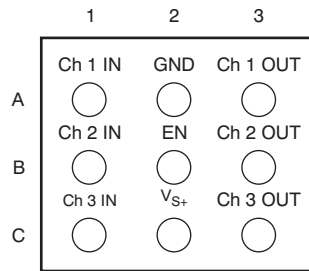 1 2 3
Ch 1 IN GND Ch 1 OUT
A
Ch 2 IN EN Ch 2 OUT
B
Ch 3 IN VS+ Ch 3 OUT
C